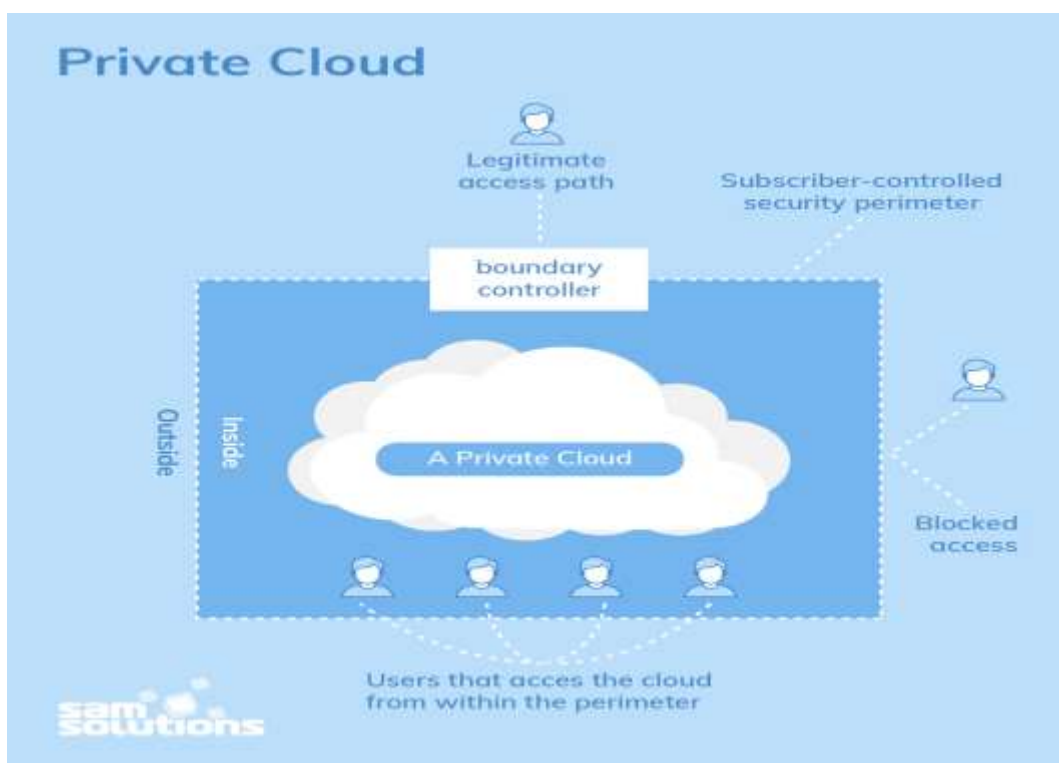 Private Cloud
Legitimate
access path
Subscriber-controlled
security perimeter
boundary
controller
Outside
Inside
A Private Cloud
Blocked
access
Users that acces the cloud
from within the perimeter
sam
solutions